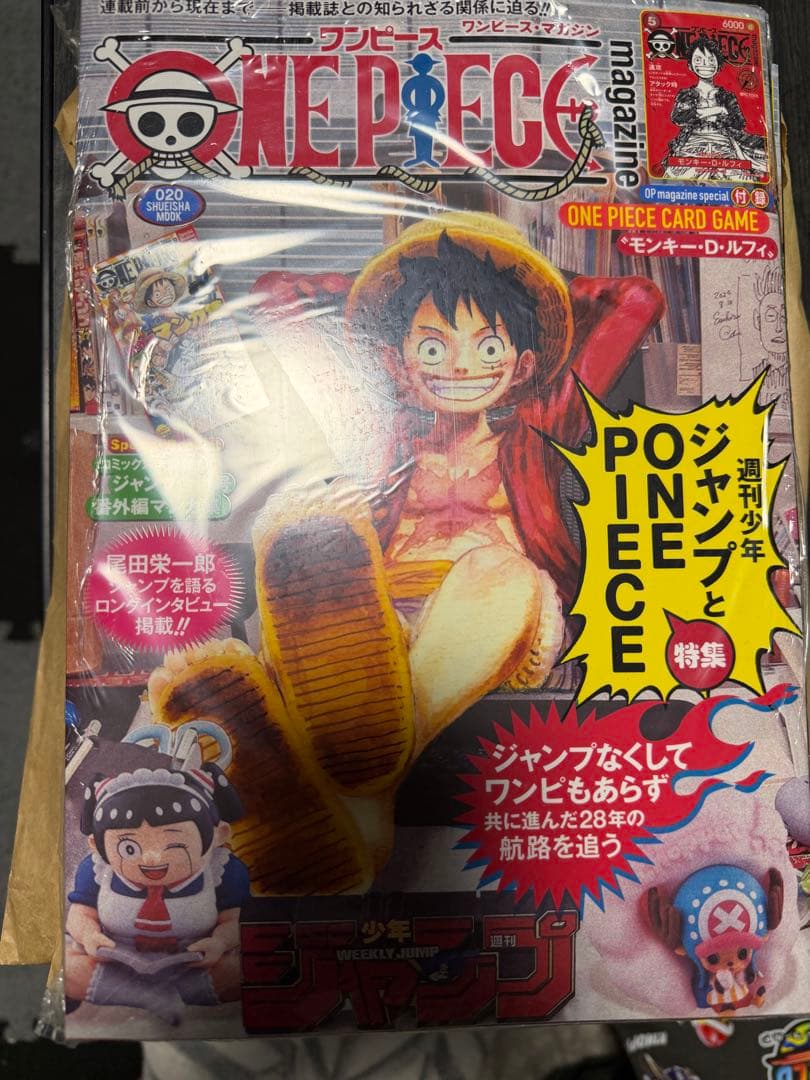 連載前から現在まで――掲載誌との知られざる関係に迫る!!
ワンピース
ワンピース・マガジン
ONE PIECE
magazine
5
6000
モンキー・D・ルフィ
020
SHUEISHA
MOOK
OP magazine special 付録
ONE PIECE CARD GAME
“モンキー・D・ルフィ”
週刊少年
ジャンプと
ONE
PIECE
特集
尾田栄一郎
ジャンプを語る
ロングインタビュー
掲載!!
ジャンプなくして
ワンピもあらず
共に進んだ28年の
航路を追う
少年
週刊
WEEKLY JUMP
ジャンプ